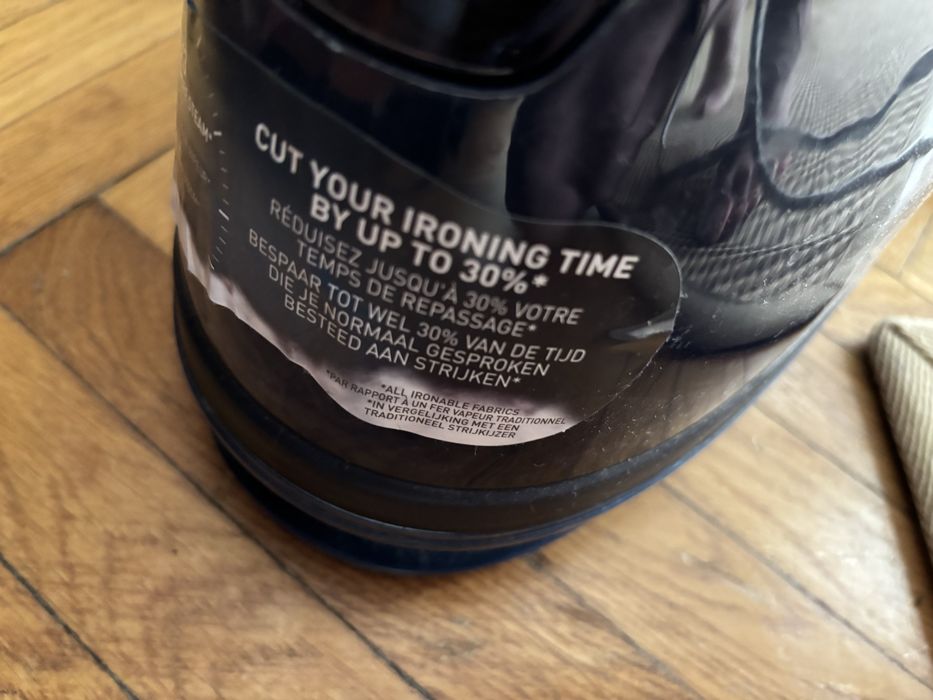 CUT YOUR IRONING TIME
BY UP TO 30%*
RÉDUISEZ JUSQU'À 30% VOTRE
TEMPS DE REPASSAGE*
BESPAAR TOT WEL 30% VAN DE TIJD
DIE JE NORMAAL GESPROKEN
BESTEED AAN STRIJKEN*
*ALL IRONABLE FABRICS
*PAR RAPPORT À UN FER VAPEUR TRADITIONNEL
*IN VERGELIJKING MET EEN
TRADITIONEEL STRIJKIJZER